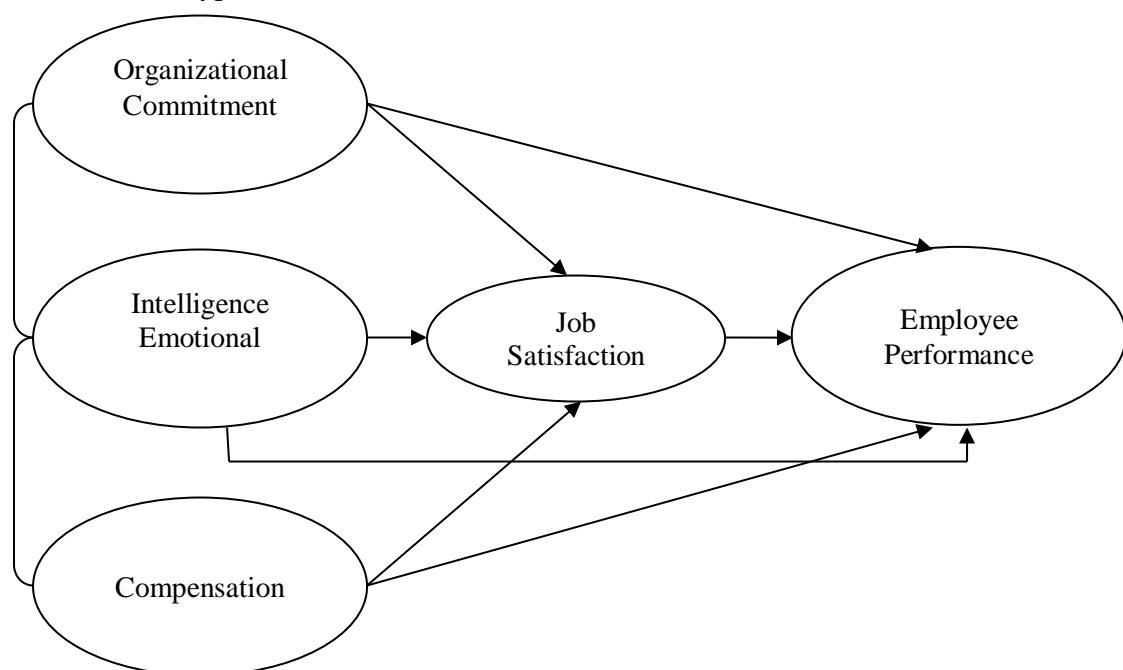 Organizational
Commitment
Intelligence
Emotional
Job
Satisfaction
Employee
Performance
Compensation